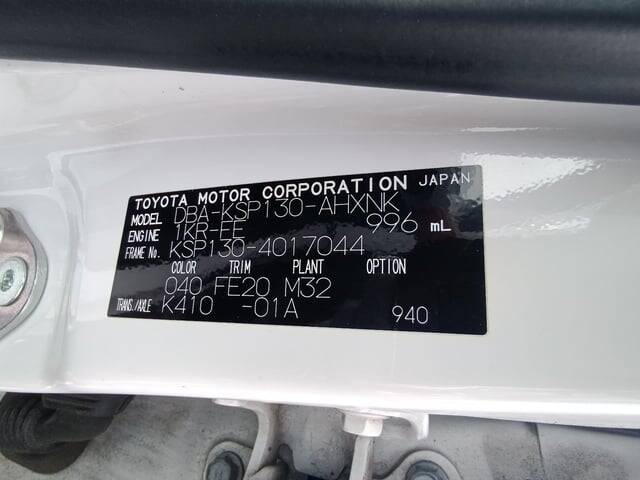 TOYOTA MOTOR CORPORATION JAPAN
MODEL DBA-KSP130-AHXNK
ENGINE 1KR-FE 996 mL
FRAME No. KSP130-4017044
COLOR TRIM PLANT OPTION
040 FE20 M32
TRANS./AXLE K410 -01A 940